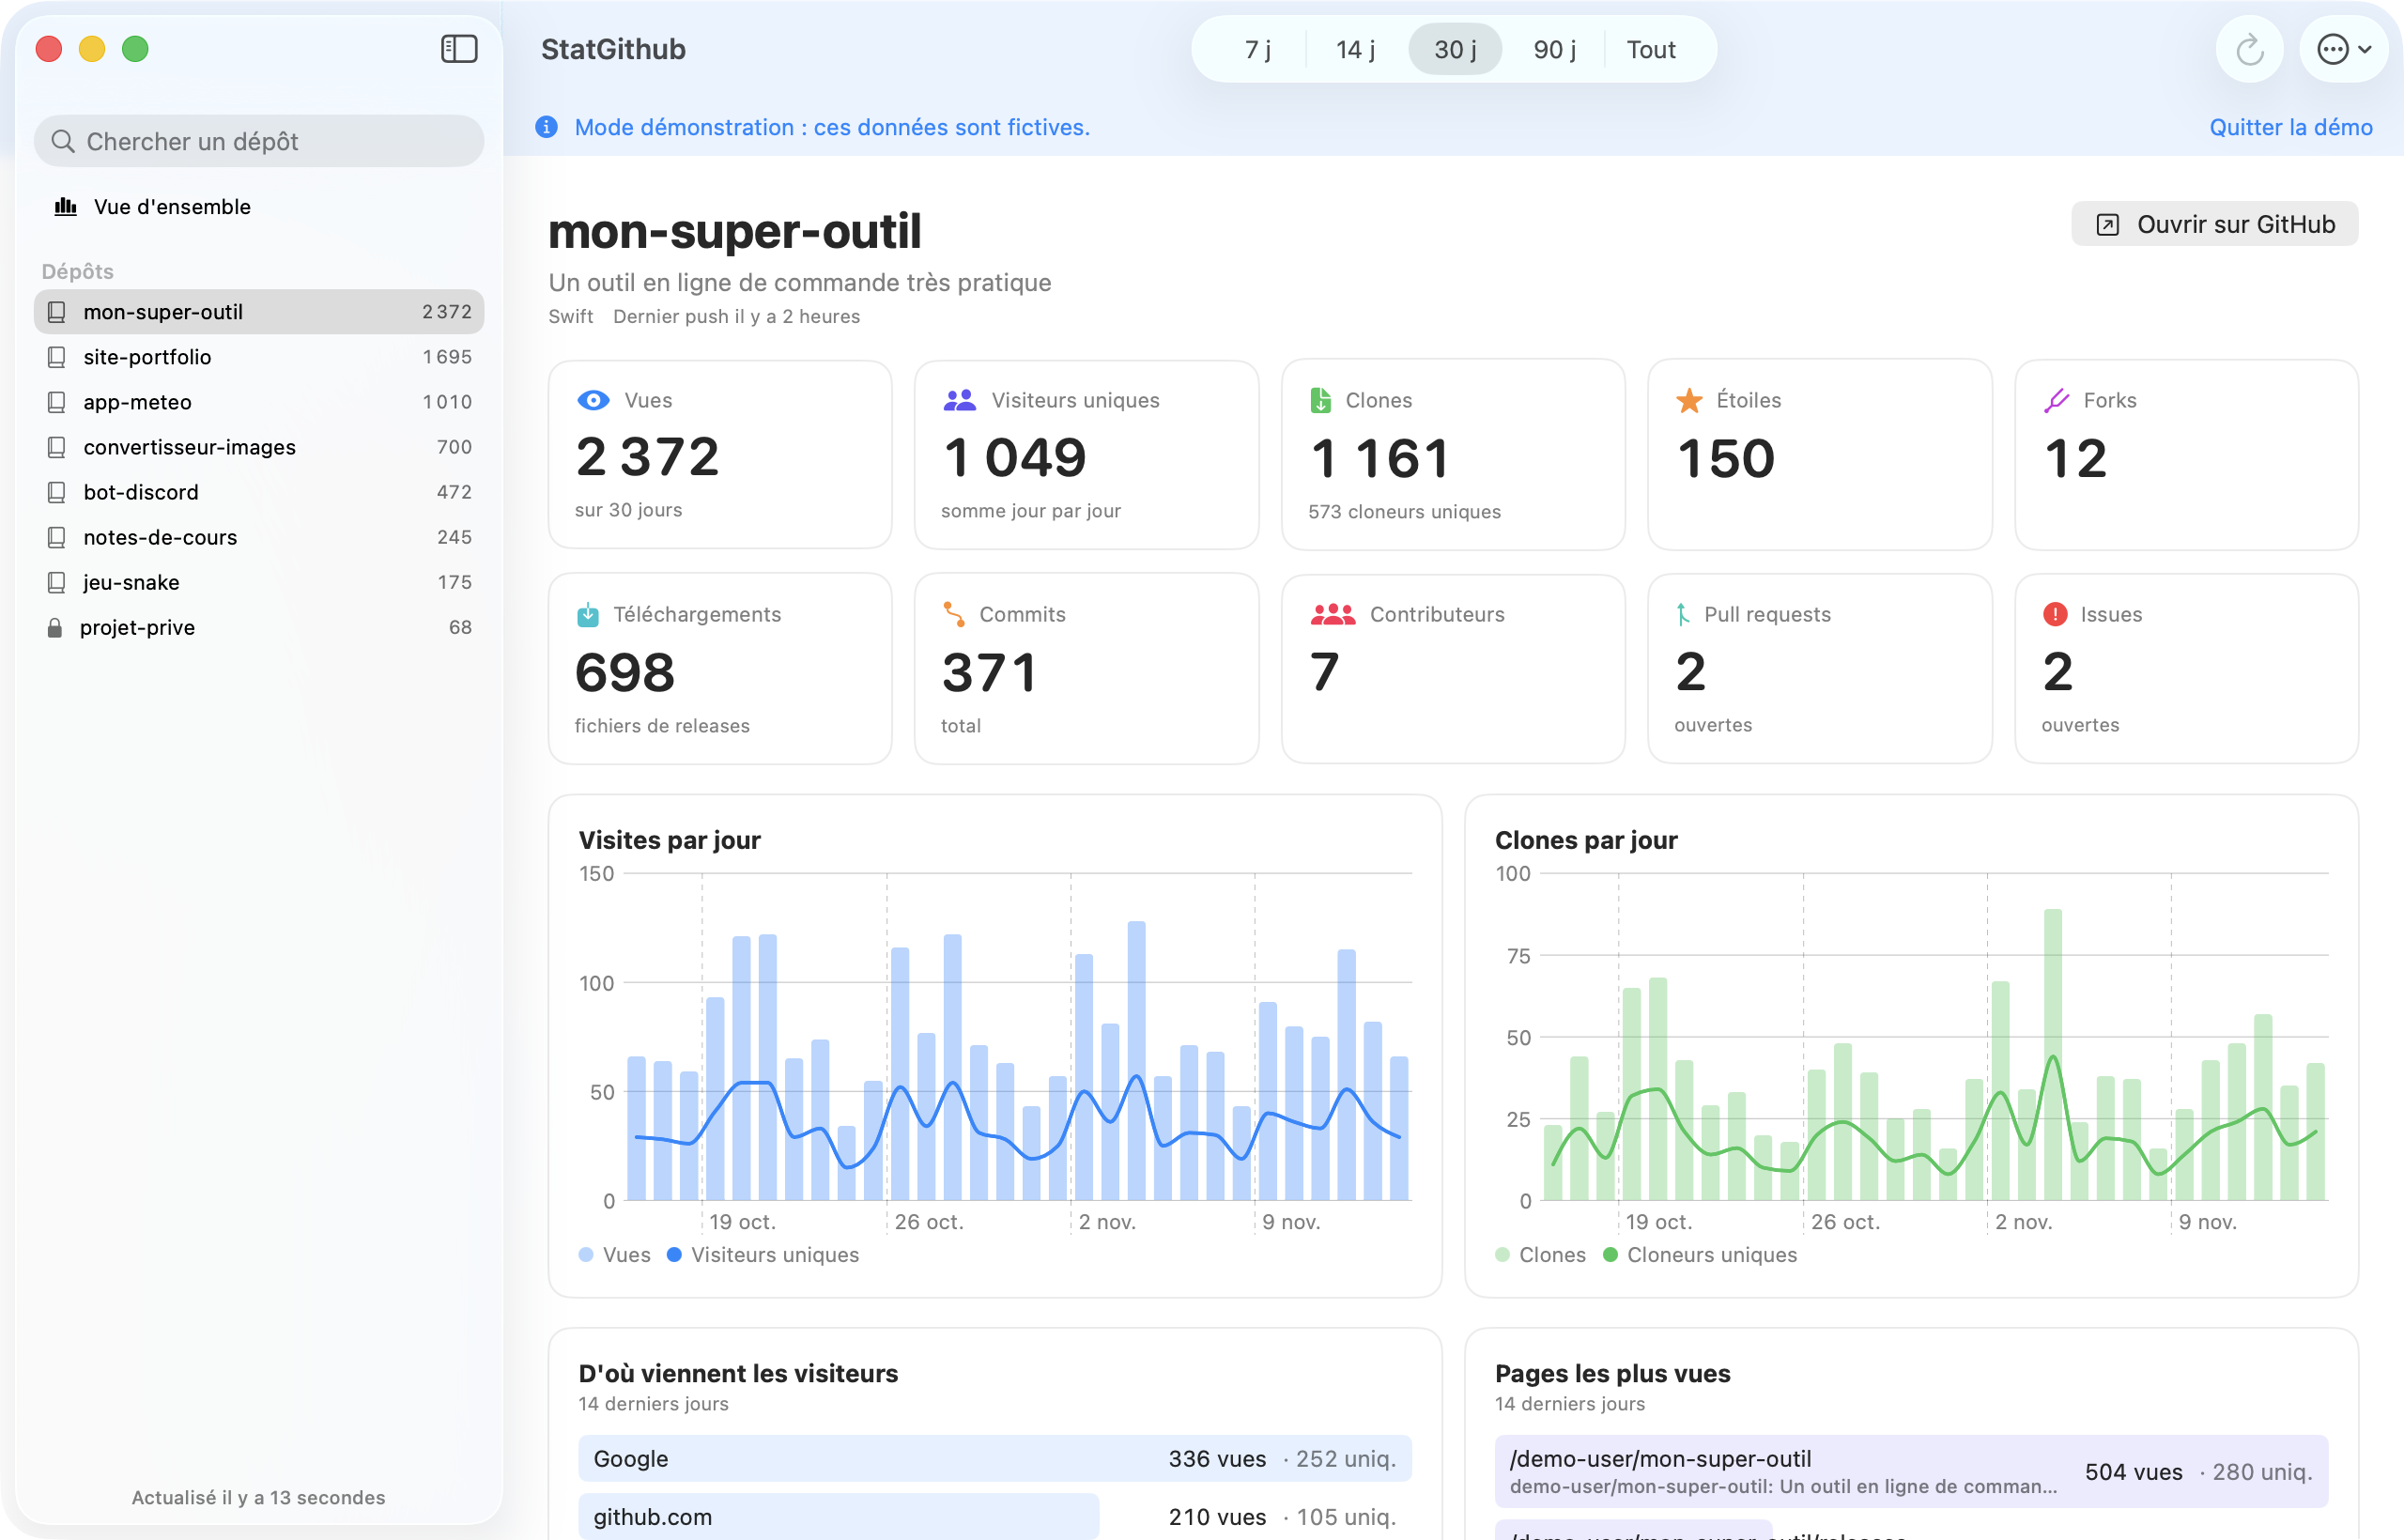 StatGithub
7 j
14 j
30 j
90 j
Tout
Mode démonstration : ces données sont fictives.
Quitter la démo
Chercher un dépôt
Vue d'ensemble
Dépôts
mon-super-outil 2 372
site-portfolio 1 695
app-meteo 1 010
convertisseur-images 700
bot-discord 472
notes-de-cours 245
jeu-snake 175
projet-prive 68
Actualisé il y a 13 secondes
mon-super-outil
Ouvrir sur GitHub
Un outil en ligne de commande très pratique
Swift Dernier push il y a 2 heures
Vues
2 372
sur 30 jours
Visiteurs uniques
1 049
somme jour par jour
Clones
1 161
573 cloneurs uniques
Étoiles
150
Forks
12
Téléchargements
698
fichiers de releases
Commits
371
total
Contributeurs
7
Pull requests
2
ouvertes
Issues
2
ouvertes
Visites par jour
150
100
50
0
19 oct.
26 oct.
2 nov.
9 nov.
Vues
Visiteurs uniques
Clones par jour
100
75
50
25
0
19 oct.
26 oct.
2 nov.
9 nov.
Clones
Cloneurs uniques
D'où viennent les visiteurs
14 derniers jours
Google 336 vues · 252 uniq.
github.com 210 vues · 105 uniq.
Pages les plus vues
14 derniers jours
/demo-user/mon-super-outil
demo-user/mon-super-outil: Un outil en ligne de comman...
504 vues · 280 uniq.